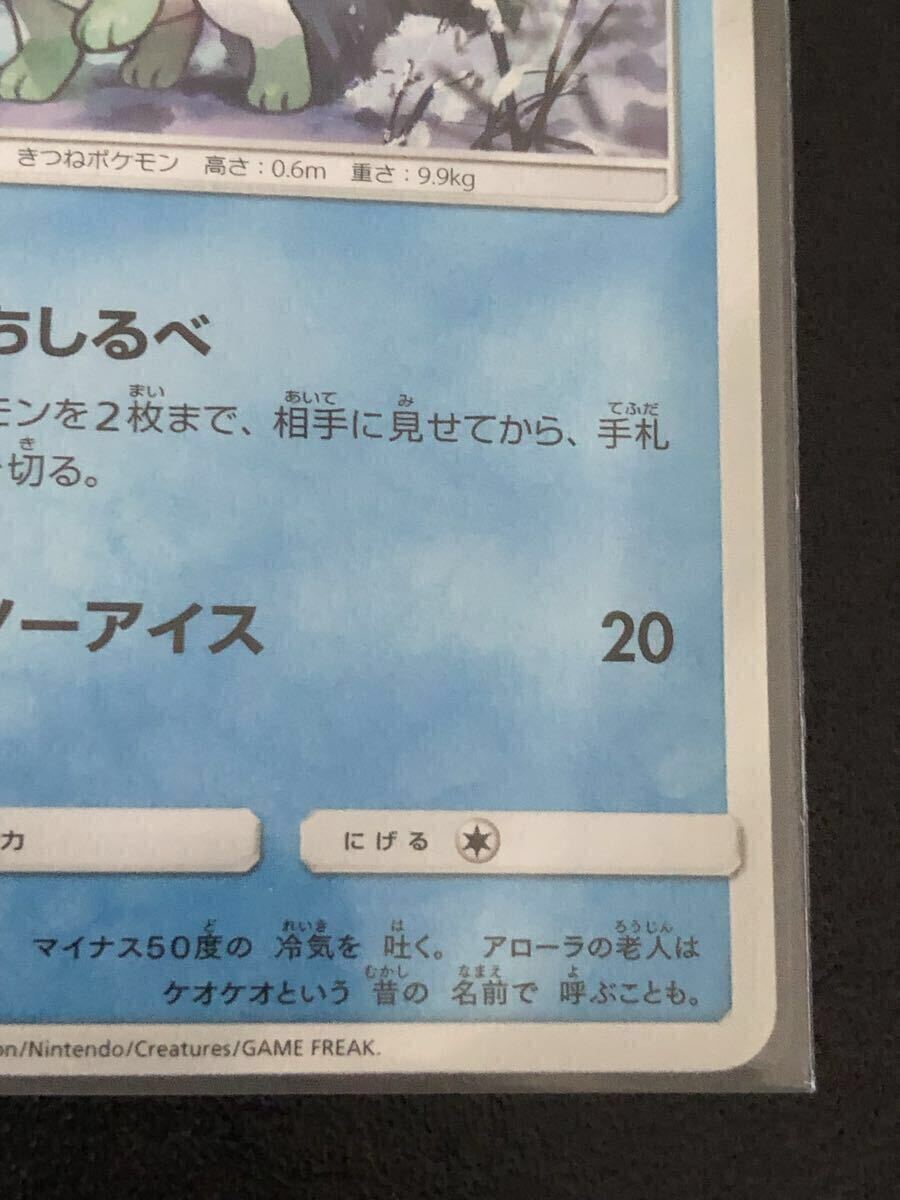 きつねポケモン 高さ:0.6m 重さ:9.9kg
ちしるべ
モンを2枚まで、相手に見せてから、手札
切る。
ソーアイス 20
力
にげる
マイナス50度の 冷気を 吐く。 アローラの老人は
ケオケオという 昔の 名前で 呼ぶことも。
on/Nintendo/Creatures/GAME FREAK.